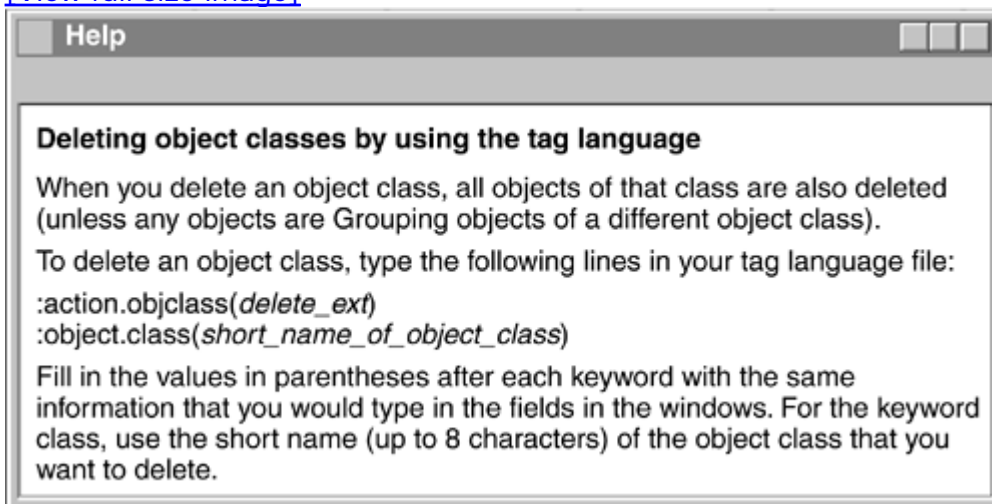 [View full size image]
Help
Deleting object classes by using the tag language
When you delete an object class, all objects of that class are also deleted
(unless any objects are Grouping objects of a different object class).
To delete an object class, type the following lines in your tag language file:
:action.objclass(delete_ext)
:object.class(short_name_of_object_class)
Fill in the values in parentheses after each keyword with the same
information that you would type in the fields in the windows. For the keyword
class, use the short name (up to 8 characters) of the object class that you
want to delete.